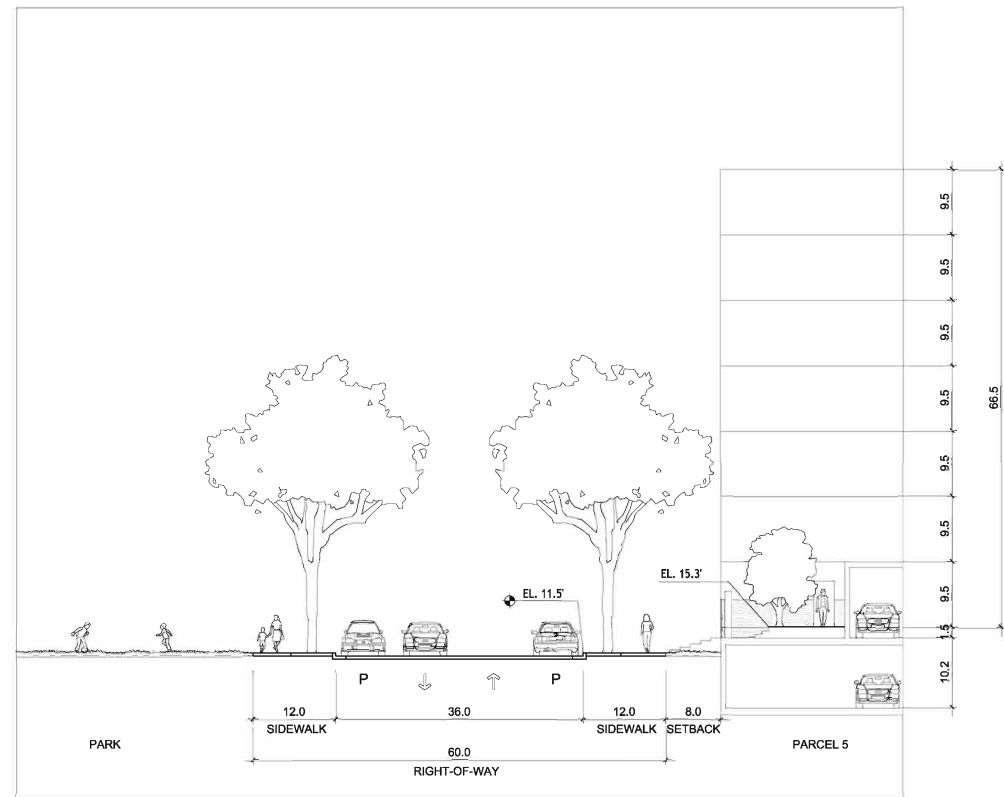 9.5
9.5
9.5
9.5
9.5
9.5
9.5
66.5
1.5
10.2
EL. 15.3'
EL. 11.5'
P
P
12.0
36.0
12.0
8.0
SIDEWALK
SIDEWALK
SETBACK
PARK
PARCEL 5
60.0
RIGHT-OF-WAY